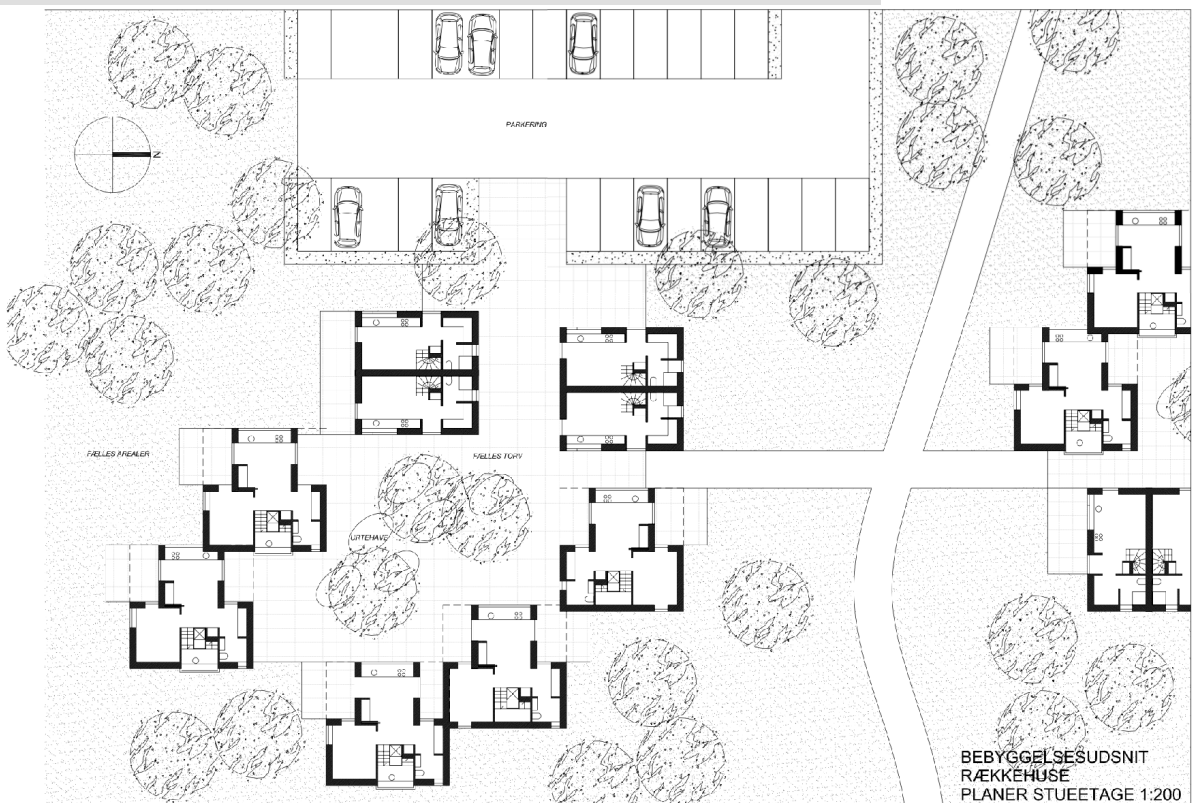 PARKERING
N
FÆLLES AREALER
FÆLLES TORV
URTEHAVE
BEBYGGELSESUDSNIT
RÆKKEHUSE
PLANER STUEETAGE 1:200